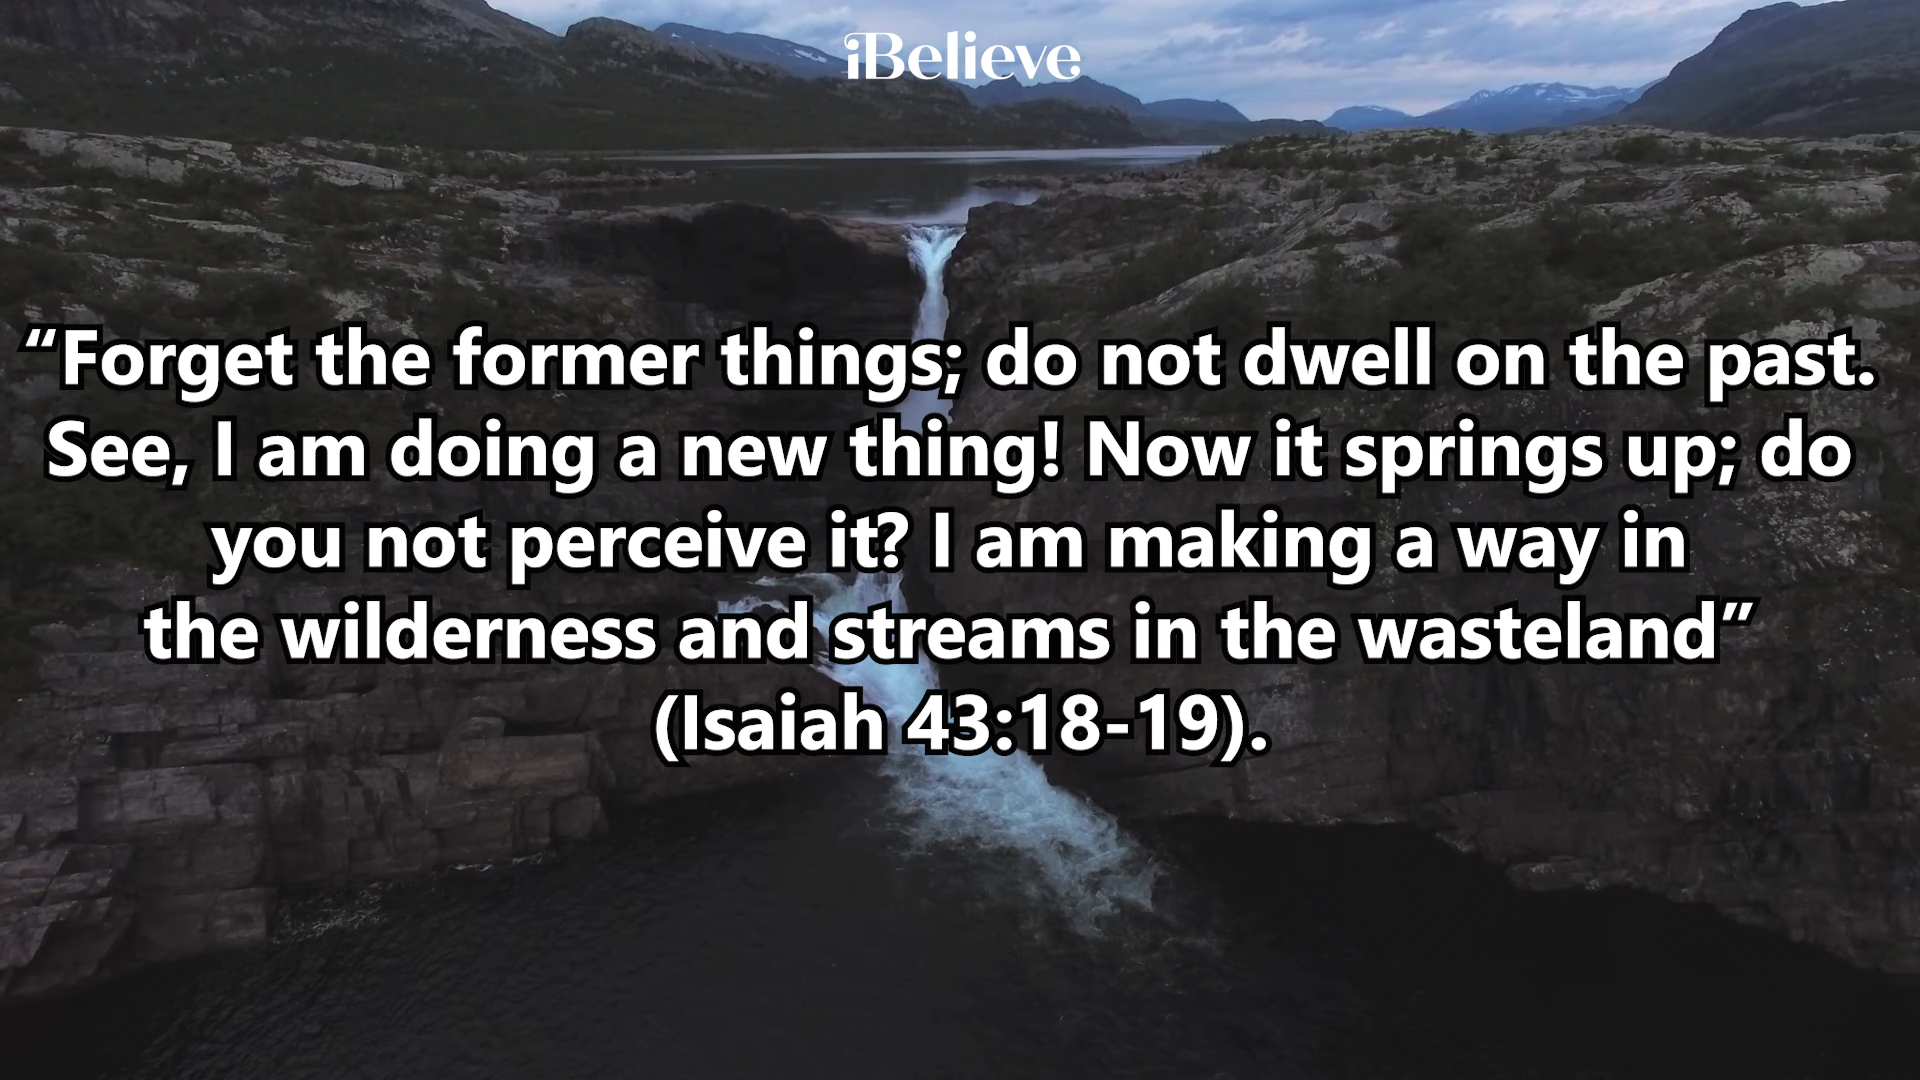 iBelieve
“Forget the former things; do not dwell on the past.
See, I am doing a new thing! Now it springs up; do
you not perceive it? I am making a way in
the wilderness and streams in the wasteland”
(Isaiah 43:18-19).